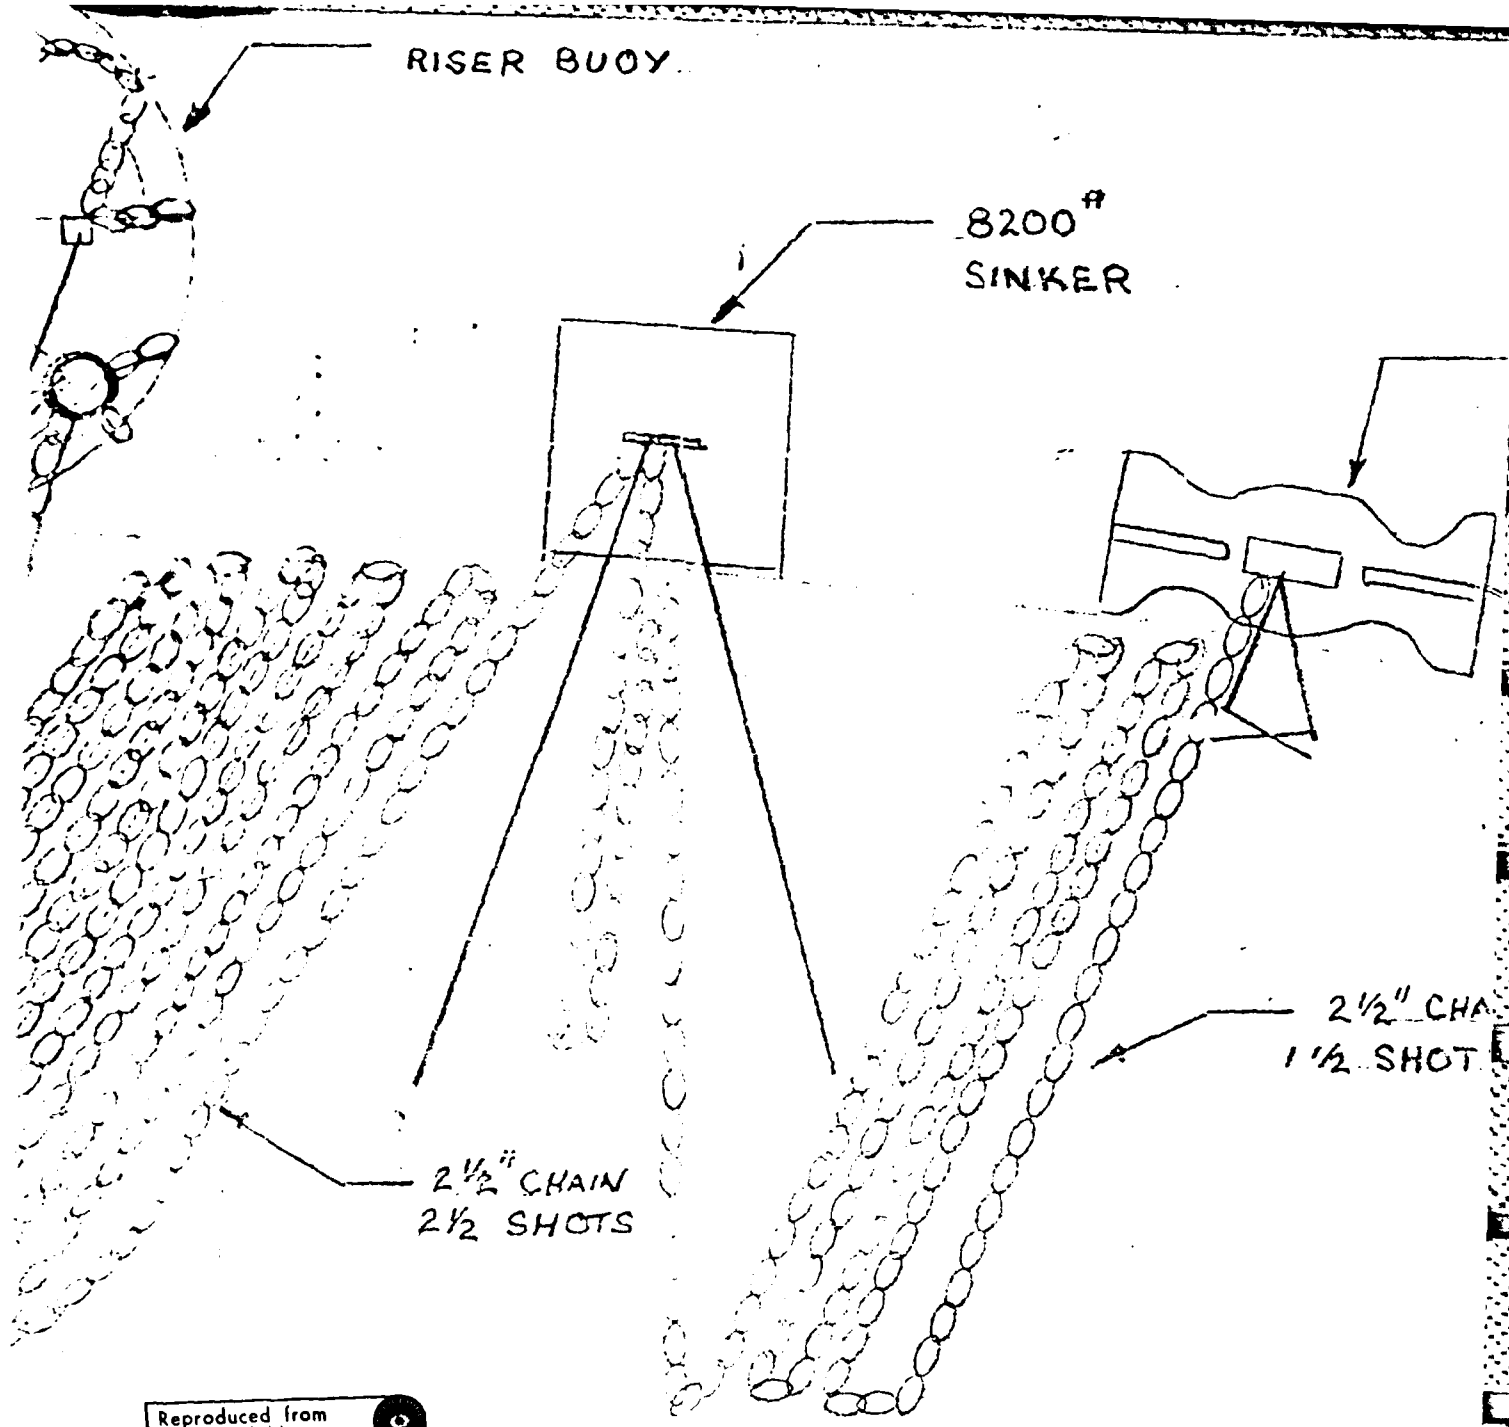 RISER BUOY
8200#
SINKER
2½" CHA
1½ SHOT
2½" CHAIN
2½ SHOTS
Reproduced from